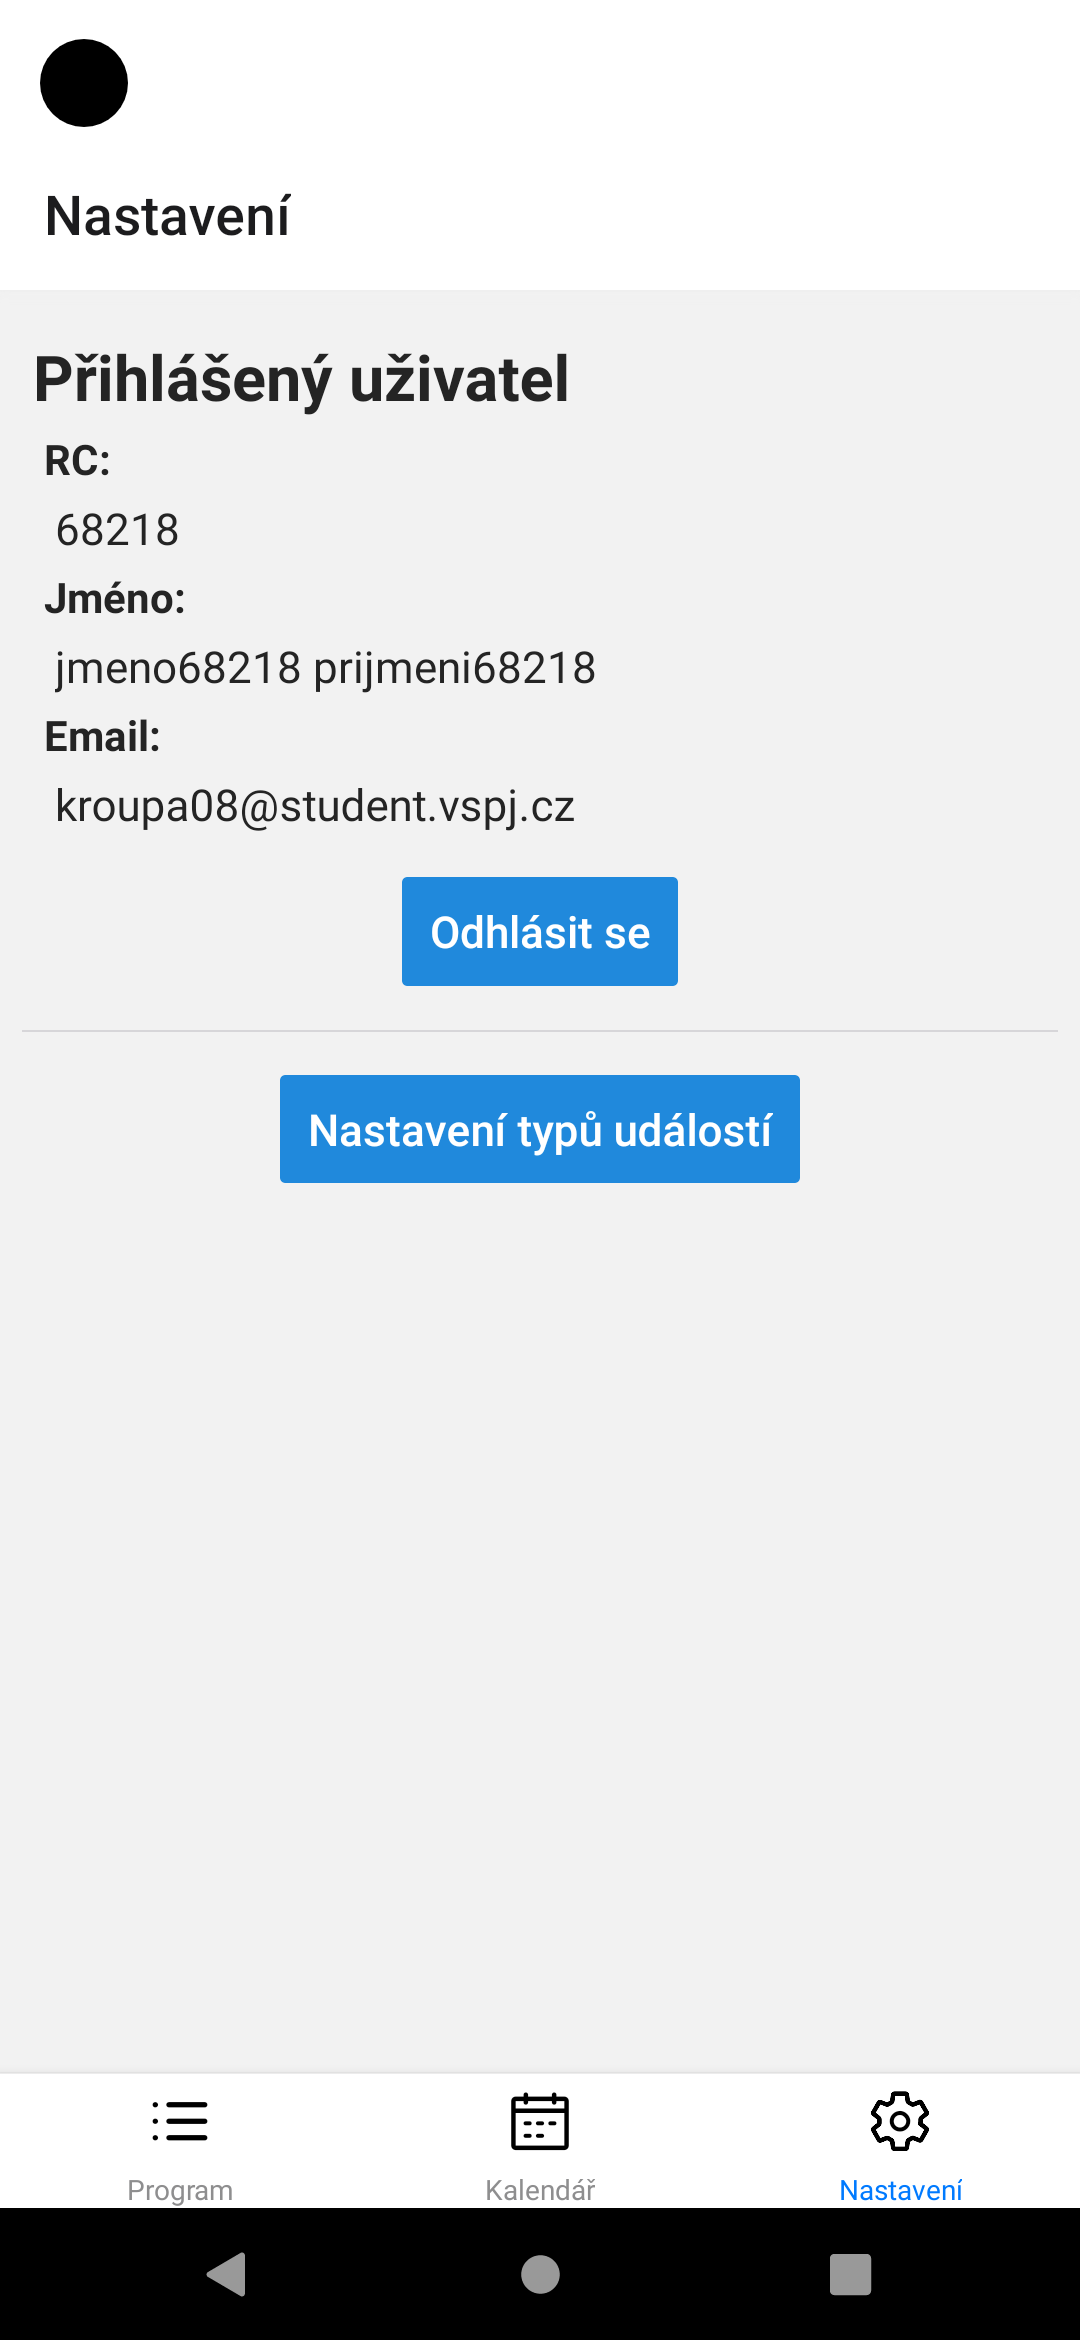 Nastavení
Přihlášený uživatel
RC:
68218
Jméno:
jmeno68218 prijmeni68218
Email:
kroupa08@student.vspj.cz
Odhlásit se
Nastavení typů událostí
Program
Kalendář
Nastavení